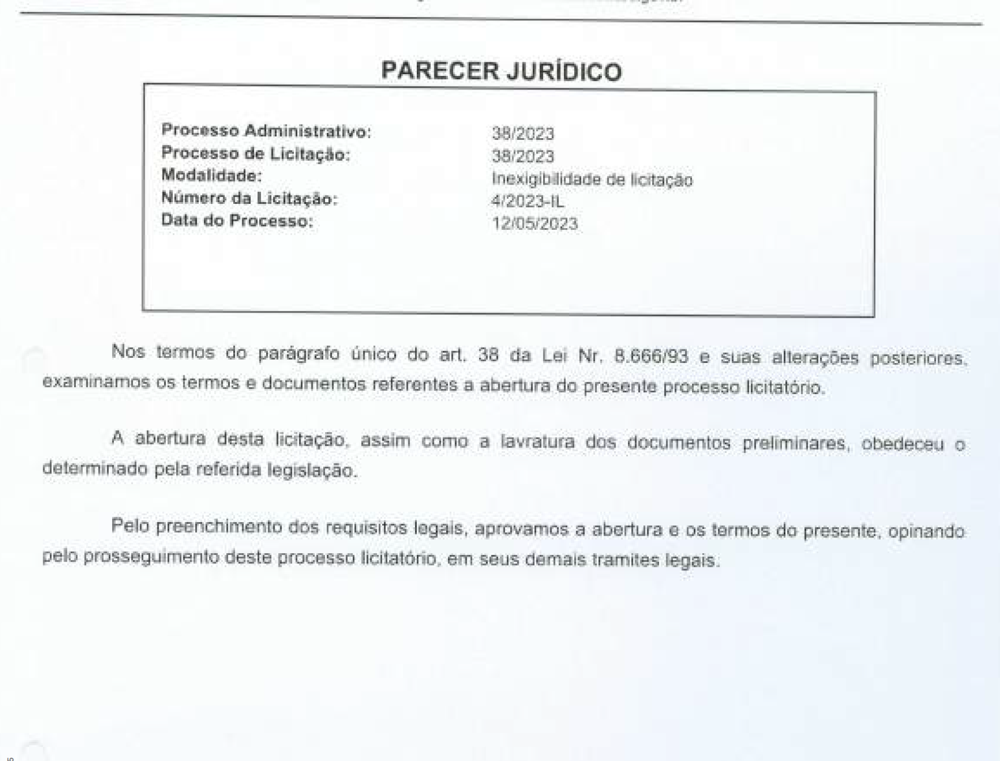 PARECER JURÍDICO
Processo Administrativo: 38/2023
Processo de Licitação: 38/2023
Modalidade: Inexigibilidade de licitação
Número da Licitação: 4/2023-IL
Data do Processo: 12/05/2023
Nos termos do parágrafo único do art. 38 da Lei Nr. 8.666/93 e suas alterações posteriores,
examinamos os termos e documentos referentes a abertura do presente processo licitatório.
A abertura desta licitação, assim como a lavratura dos documentos preliminares, obedeceu o
determinado pela referida legislação.
Pelo preenchimento dos requisitos legais, aprovamos a abertura e os termos do presente, opinando
pelo prosseguimento deste processo licitatório, em seus demais tramites legais.